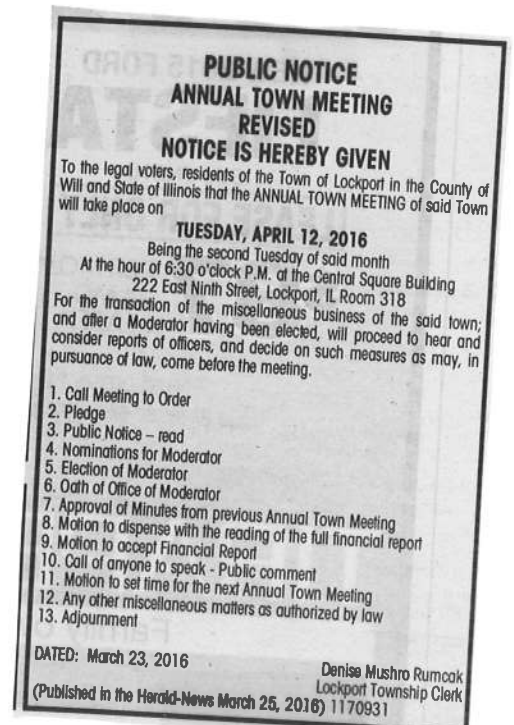 PUBLIC NOTICE
ANNUAL TOWN MEETING
REVISED
NOTICE IS HEREBY GIVEN
To the legal voters, residents of the Town of Lockport in the County of
Will and State of Illinois that the ANNUAL TOWN MEETING of said Town
will take place on
TUESDAY, APRIL 12, 2016
Being the second Tuesday of said month
At the hour of 6:30 o'clock P.M. at the Central Square Building
222 East Ninth Street, Lockport, IL Room 318
For the transaction of the miscellaneous business of the said town;
and after a Moderator having been elected, will proceed to hear and
consider reports of officers, and decide on such measures as may, in
pursuance of law, come before the meeting.
1. Call Meeting to Order
2. Pledge
3. Public Notice – read
4. Nominations for Moderator
5. Election of Moderator
6. Oath of Office of Moderator
7. Approval of Minutes from previous Annual Town Meeting
8. Motion to dispense with the reading of the full financial report
9. Motion to accept Financial Report
10. Call of anyone to speak - Public comment
11. Motion to set time for the next Annual Town Meeting
12. Any other miscellaneous matters as authorized by law
13. Adjournment
DATED: March 23, 2016
Denise Mushro Rumcak
Lockport Township Clerk
(Published in the Herald-News March 25, 2016) 1170931